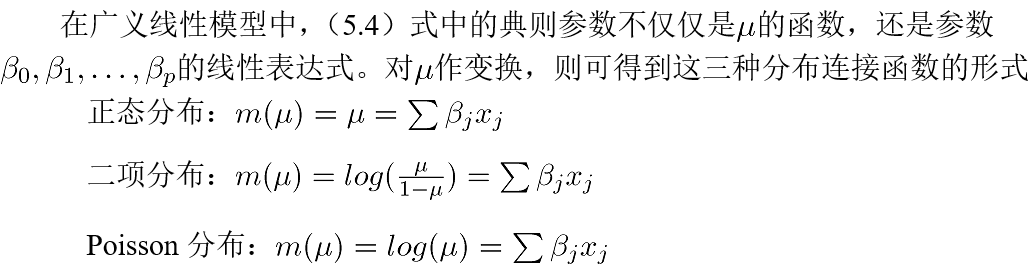 在广义线性模型中，（5.4）式中的典则参数不仅仅是μ的函数，还是参数
β₀, β₁, . . . , βₚ的线性表达式。对μ作变换，则可得到这三种分布连接函数的形式
正态分布：m(μ) = μ = ∑ βⱼxⱼ
二项分布：m(μ) = log(μ/(1−μ)) = ∑ βⱼxⱼ
Poisson 分布：m(μ) = log(μ) = ∑ βⱼxⱼ